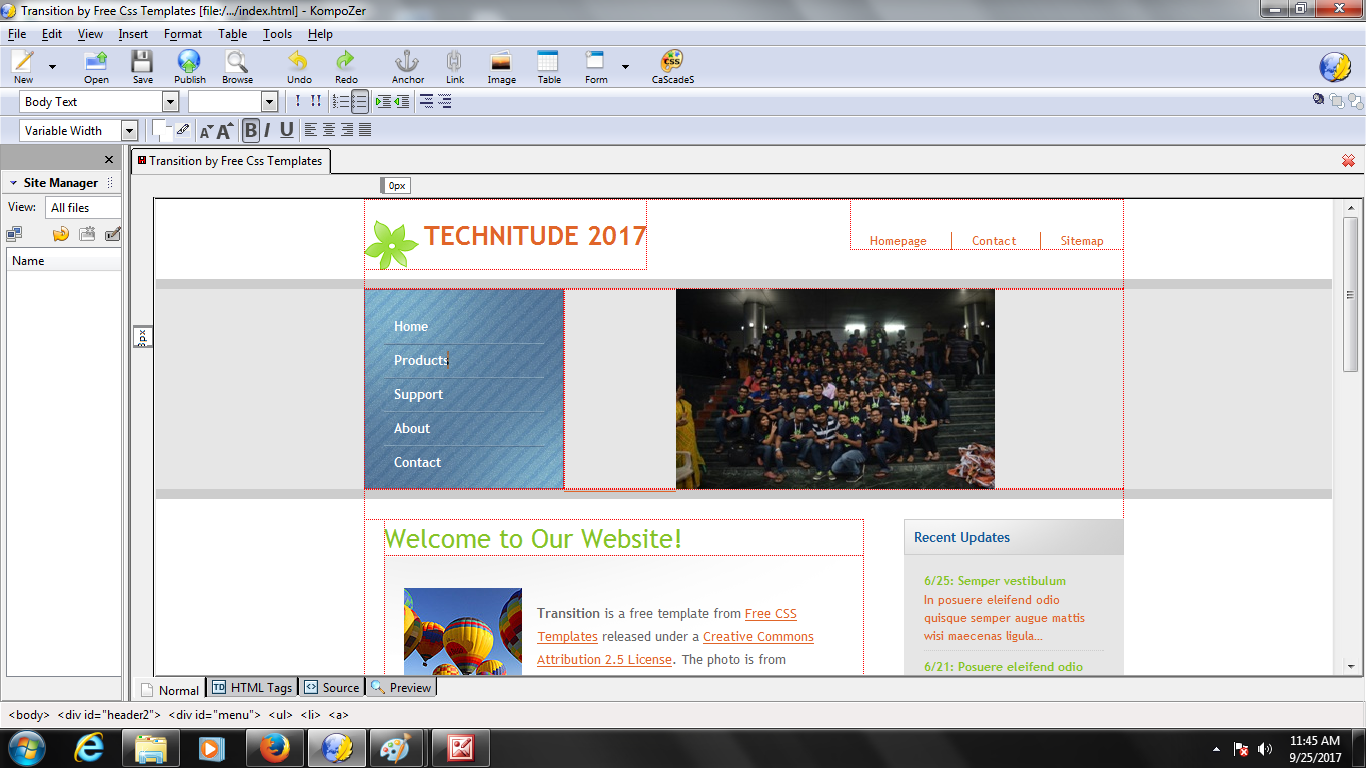 Transition by Free Css Templates [file:/.../index.html] - KompoZer
File Edit View Insert Format Table Tools Help
New Open Save Publish Browse Undo Redo Anchor Link Image Table Form CaScadeS
Body Text
Variable Width
B I U
Site Manager
View: All files
Name
Transition by Free Css Templates
0px
TECHNITUDE 2017
Homepage Contact Sitemap
Home
Products
Support
About
Contact
Welcome to Our Website!
Transition is a free template from Free CSS
Templates released under a Creative Commons
Attribution 2.5 License. The photo is from
Recent Updates
6/25: Semper vestibulum
In posuere eleifend odio
quisque semper augue mattis
wisi maecenas ligula...
6/21: Posuere eleifend odio
Normal HTML Tags Source Preview
<body> <div id="header2"> <div id="menu"> <ul> <li> <a>
11:45 AM
9/25/2017